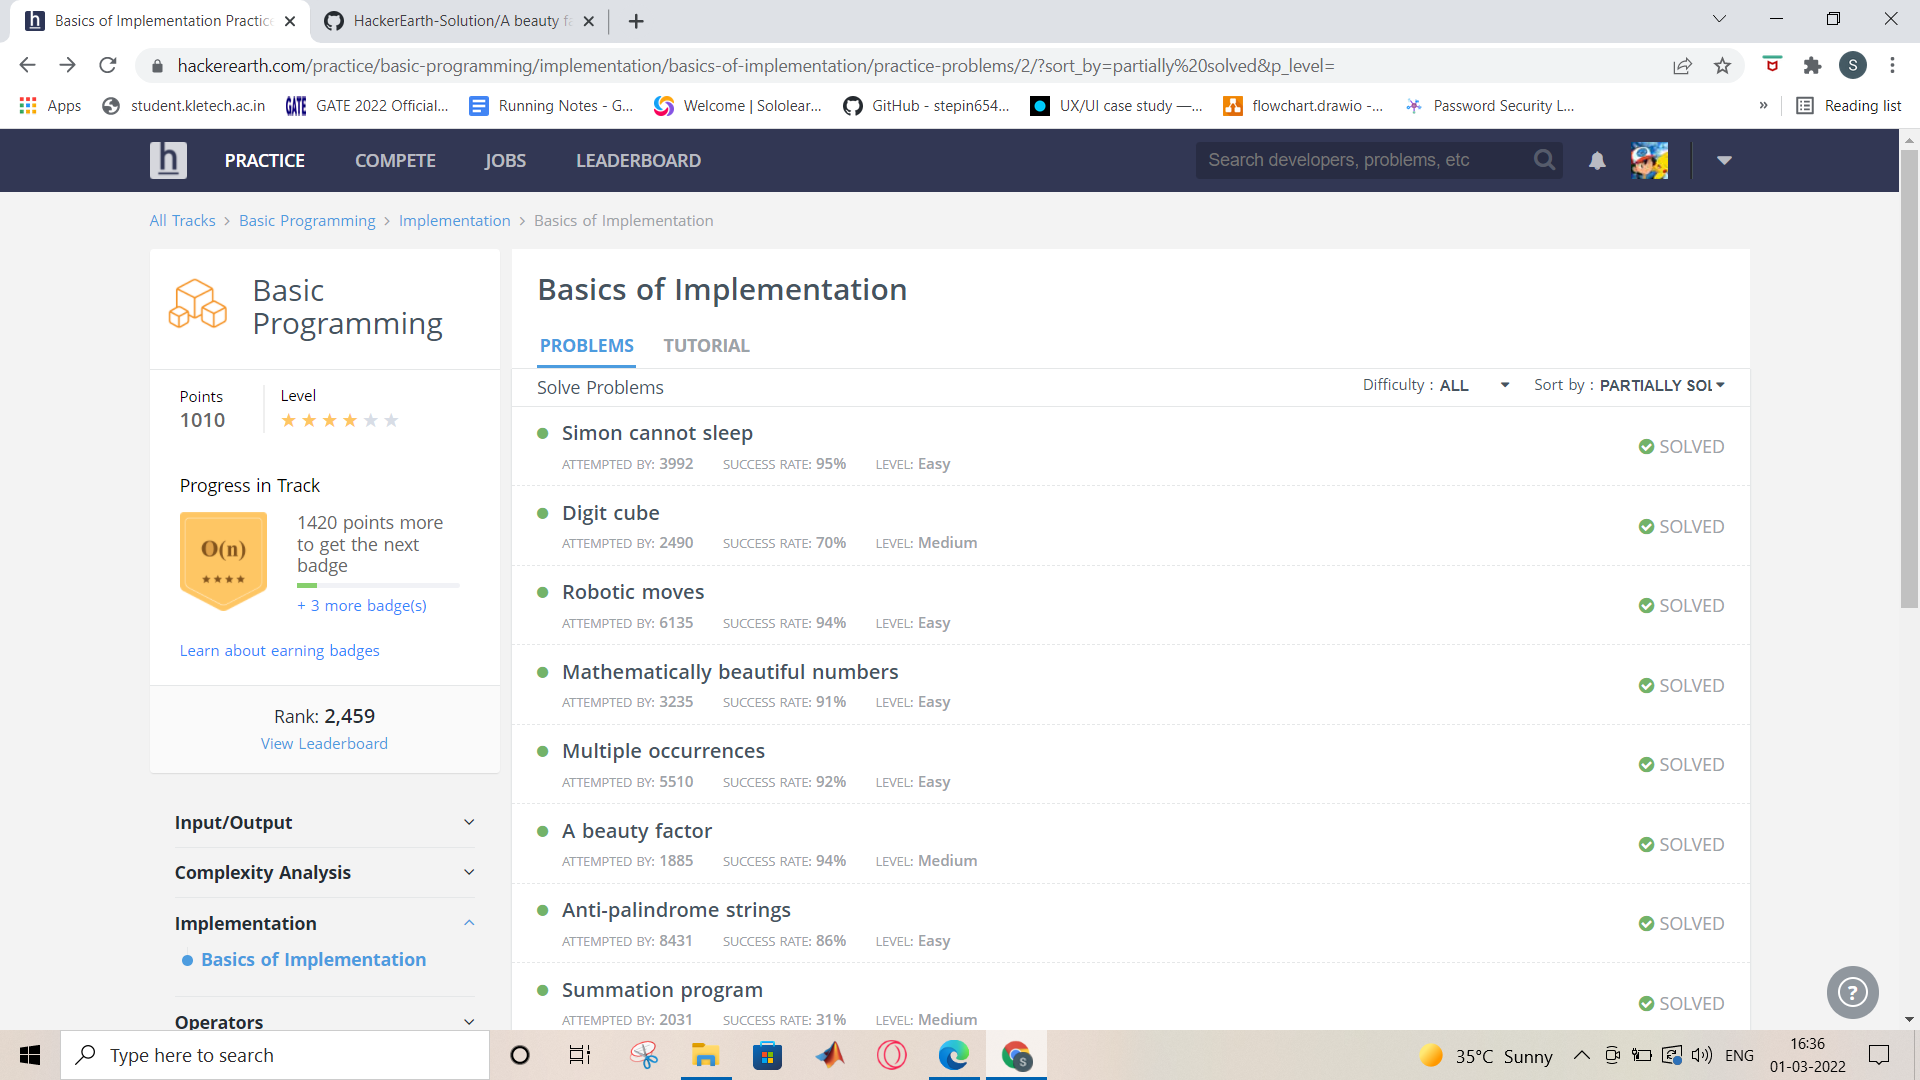 Basics of Implementation Practice
HackerEarth-Solution/A beauty fa
hackerearth.com/practice/basic-programming/implementation/basics-of-implementation/practice-problems/2/?sort_by=partially%20solved&p_level=
S
Apps
student.kletech.ac.in
GATE
GATE 2022 Official...
Running Notes - G...
Welcome | Sololear...
GitHub - stepin654...
UX/UI case study —...
flowchart.drawio -...
Password Security L...
»
Reading list
h
PRACTICE
COMPETE
JOBS
LEADERBOARD
Search developers, problems, etc
All Tracks > Basic Programming > Implementation > Basics of Implementation
Basic
Programming
Points
1010
Level
Progress in Track
O(n)
1420 points more
to get the next
badge
+ 3 more badge(s)
Learn about earning badges
Rank: 2,459
View Leaderboard
Input/Output
Complexity Analysis
Implementation
Basics of Implementation
Operators
Basics of Implementation
PROBLEMS
TUTORIAL
Solve Problems
Difficulty : ALL
Sort by : PARTIALLY SOL
Simon cannot sleep
ATTEMPTED BY: 3992 SUCCESS RATE: 95% LEVEL: Easy
SOLVED
Digit cube
ATTEMPTED BY: 2490 SUCCESS RATE: 70% LEVEL: Medium
SOLVED
Robotic moves
ATTEMPTED BY: 6135 SUCCESS RATE: 94% LEVEL: Easy
SOLVED
Mathematically beautiful numbers
ATTEMPTED BY: 3235 SUCCESS RATE: 91% LEVEL: Easy
SOLVED
Multiple occurrences
ATTEMPTED BY: 5510 SUCCESS RATE: 92% LEVEL: Easy
SOLVED
A beauty factor
ATTEMPTED BY: 1885 SUCCESS RATE: 94% LEVEL: Medium
SOLVED
Anti-palindrome strings
ATTEMPTED BY: 8431 SUCCESS RATE: 86% LEVEL: Easy
SOLVED
Summation program
ATTEMPTED BY: 2031 SUCCESS RATE: 31% LEVEL: Medium
SOLVED
?
Type here to search
S
35°C Sunny
ENG
16:36
01-03-2022